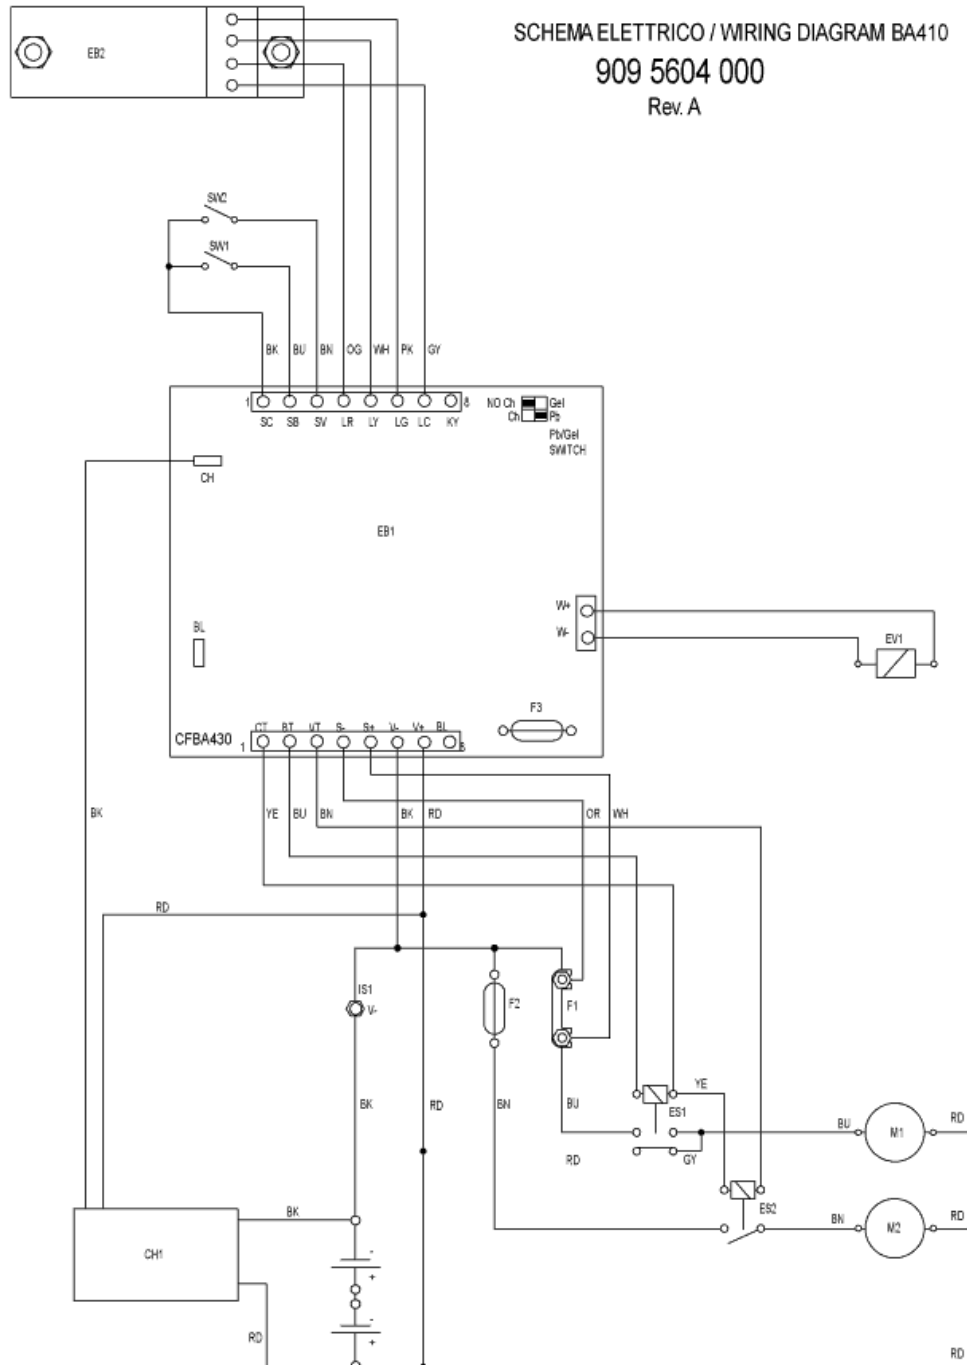 SCHEMA ELETTRICO / WIRING DIAGRAM BA410
909 5604 000
Rev. A
EB2
SW2
SW1
BK BU BN OG WH PK GY
1 8
SC SB SV LR LY LG LC KY
NO Ch Gel
Ch Pb
Pb/Gel
SWITCH
CH
EB1
W+
W-
EV1
BL
F3
CFBA430
1 CT BT VT S- S+ V- V+ BL 8
BK
YE BU BN BK RD OR WH
RD
IS1
V-
F2
F1
BK RD BN BU
YE
ES1
RD
GY
BU
M1
RD
ES2
BN
M2
RD
BK
CH1
-
+
-
+
RD
RD